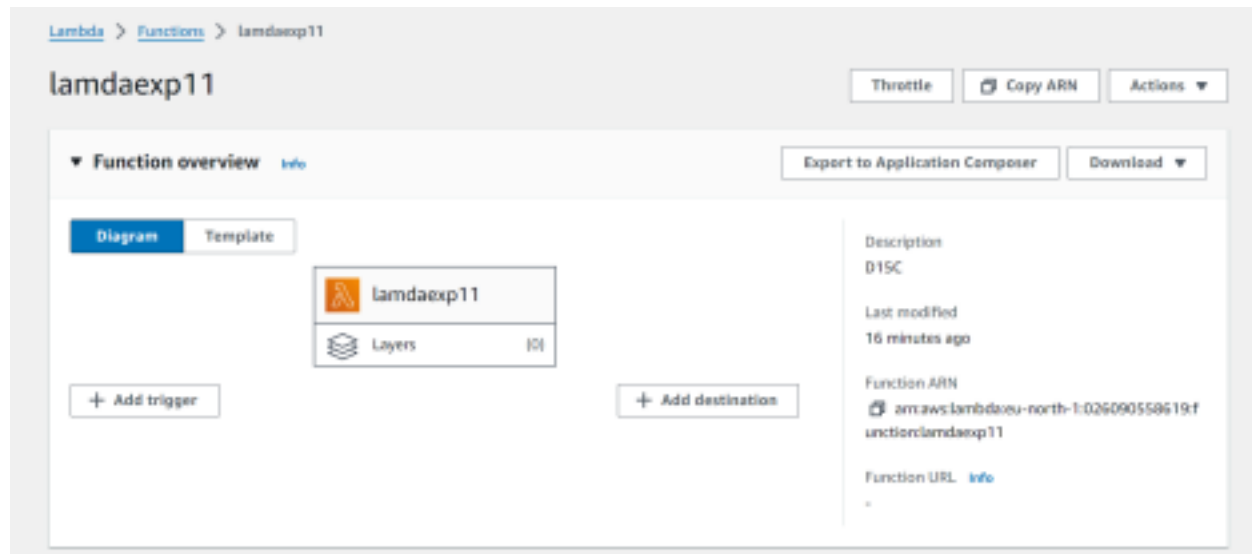 Lambda > Functions > lamdaexp11
lamdaexp11
Throttle
Copy ARN
Actions
Function overview Info
Export to Application Composer
Download
Diagram
Template
lamdaexp11
Layers (0)
+ Add trigger
+ Add destination
Description
D15C
Last modified
16 minutes ago
Function ARN
arn:aws:lambda:eu-north-1:026090558619:f
unction:lamdaexp11
Function URL Info
-